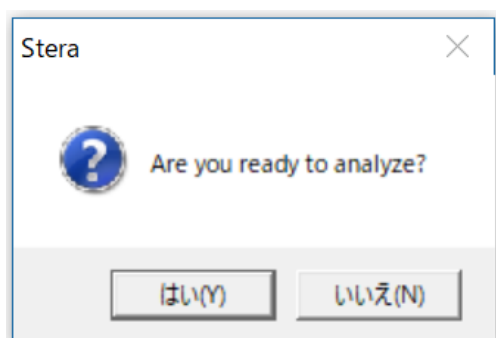 Stera
Are you ready to analyze?
はい(Y) いいえ(N)